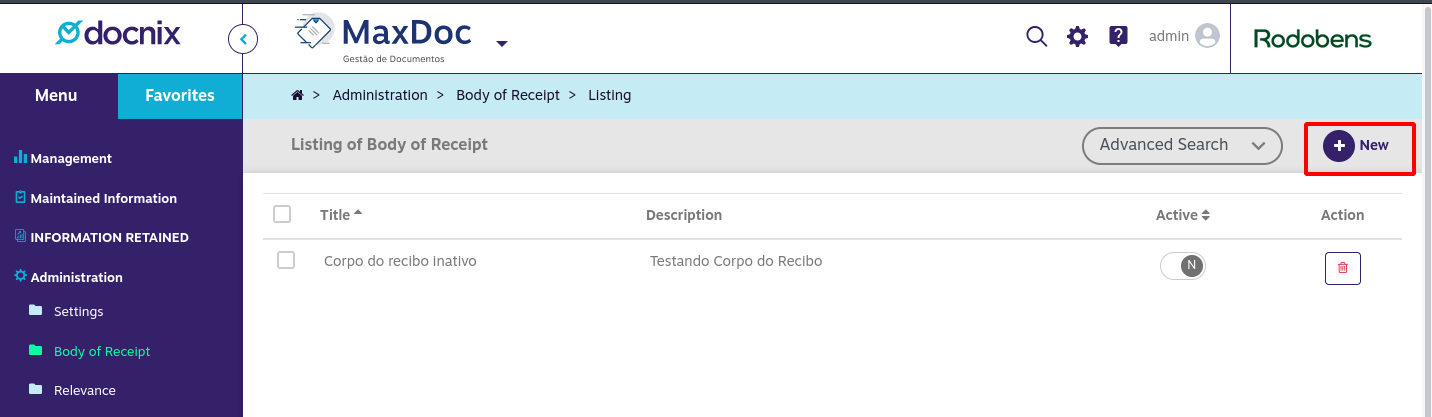 docnix
MaxDoc
Gestão de Documentos
admin
Rodobens
Menu
Favorites
> Administration > Body of Receipt > Listing
Listing of Body of Receipt
Advanced Search
New
Management
Maintained Information
INFORMATION RETAINED
Administration
Settings
Body of Receipt
Relevance
Title
Description
Active
Action
Corpo do recibo inativo
Testando Corpo do Recibo
N